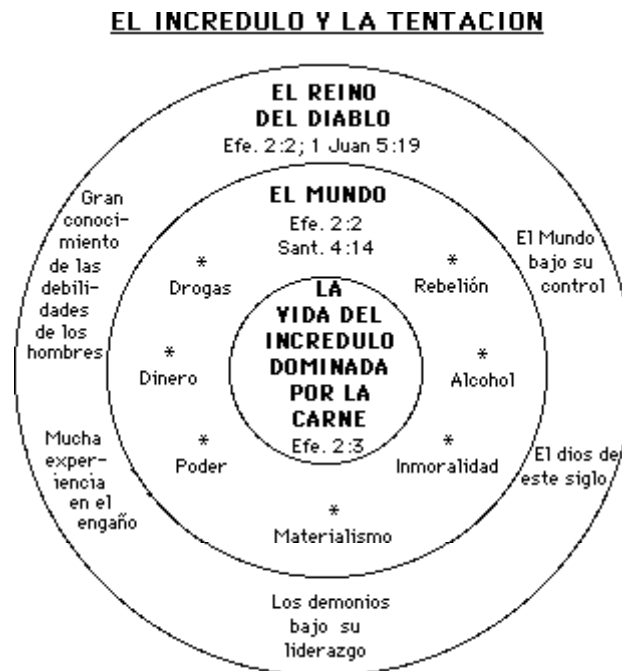 EL INCREDULO Y LA TENTACION
EL REINO
DEL DIABLO
Efe. 2:2; 1 Juan 5:19
Gran
conoci-
miento
de las
debili-
dades
de los
hombres
EL MUNDO
Efe. 2:2
Sant. 4:14
El Mundo
bajo su
control
*
Drogas
*
Rebelión
LA
VIDA DEL
INCREDULO
DOMINADA
POR LA
CARNE
Efe. 2:3
*
Dinero
*
Alcohol
Mucha
exper-
iencia
en el
engaño
*
Poder
*
Inmoralidad
El dios de
este siglo
*
Materialismo
Los demonios
bajo su
liderazgo